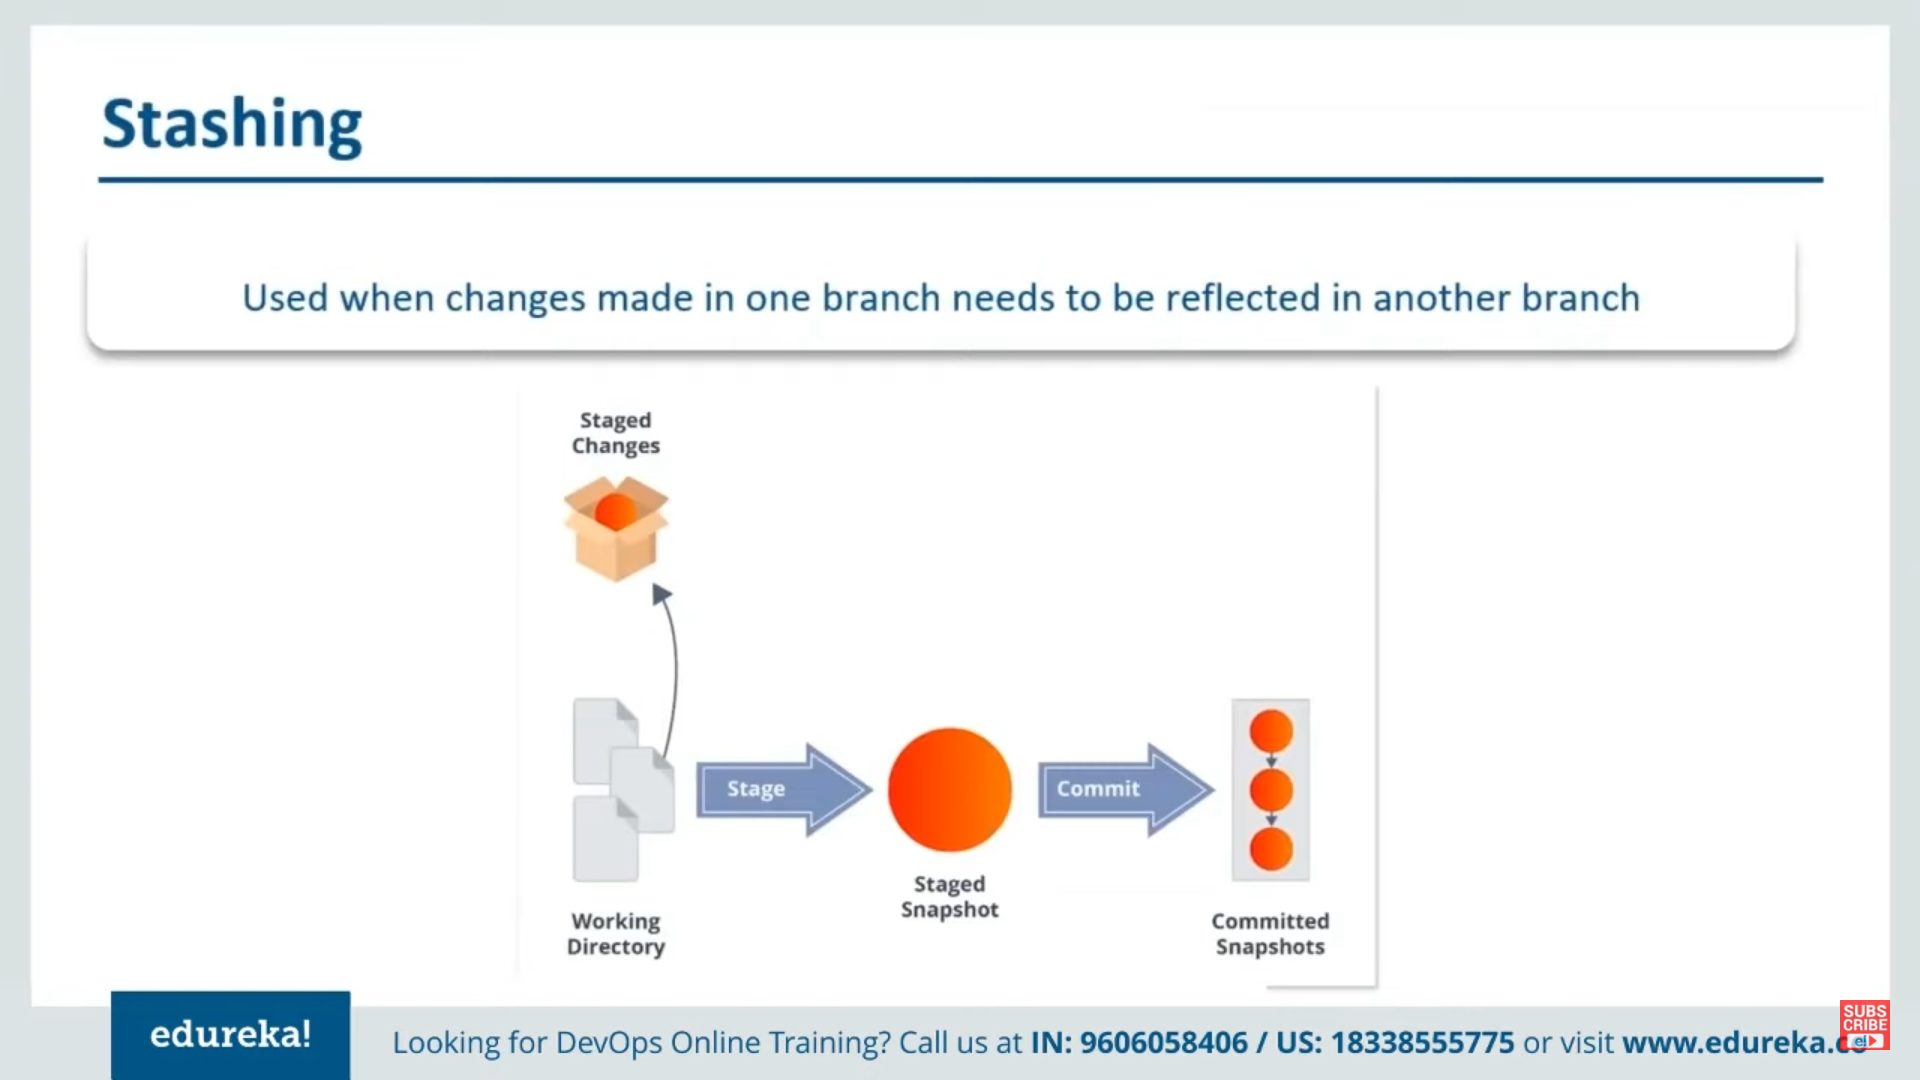 Stashing
Used when changes made in one branch needs to be reflected in another branch
Staged
Changes
Stage
Staged
Snapshot
Commit
Working
Directory
Committed
Snapshots
edureka!
Looking for DevOps Online Training? Call us at IN: 9606058406 / US: 18338555775 or visit www.edureka.co
SUBS
CRIBE
e!